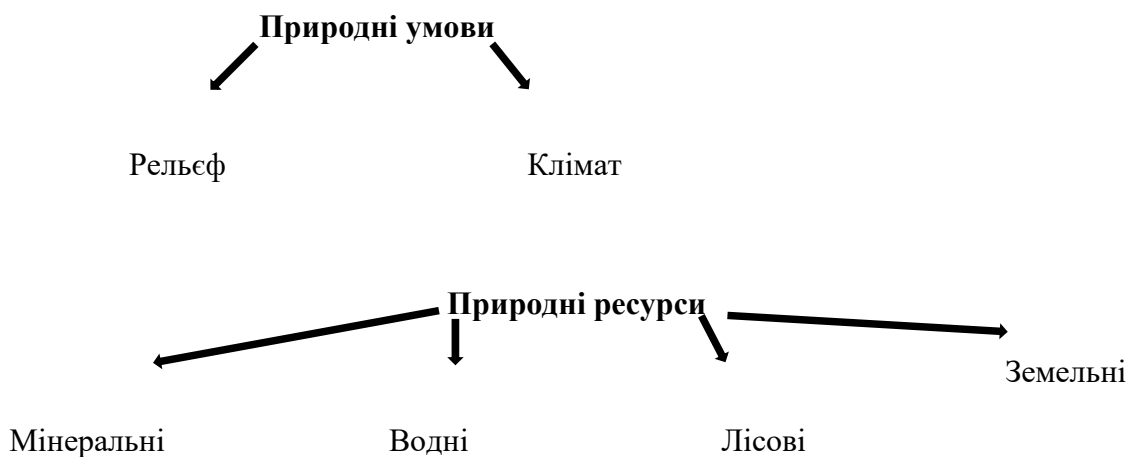 Природні умови
Рельєф Клімат
Природні ресурси
Земельні
Мінеральні Водні Лісові